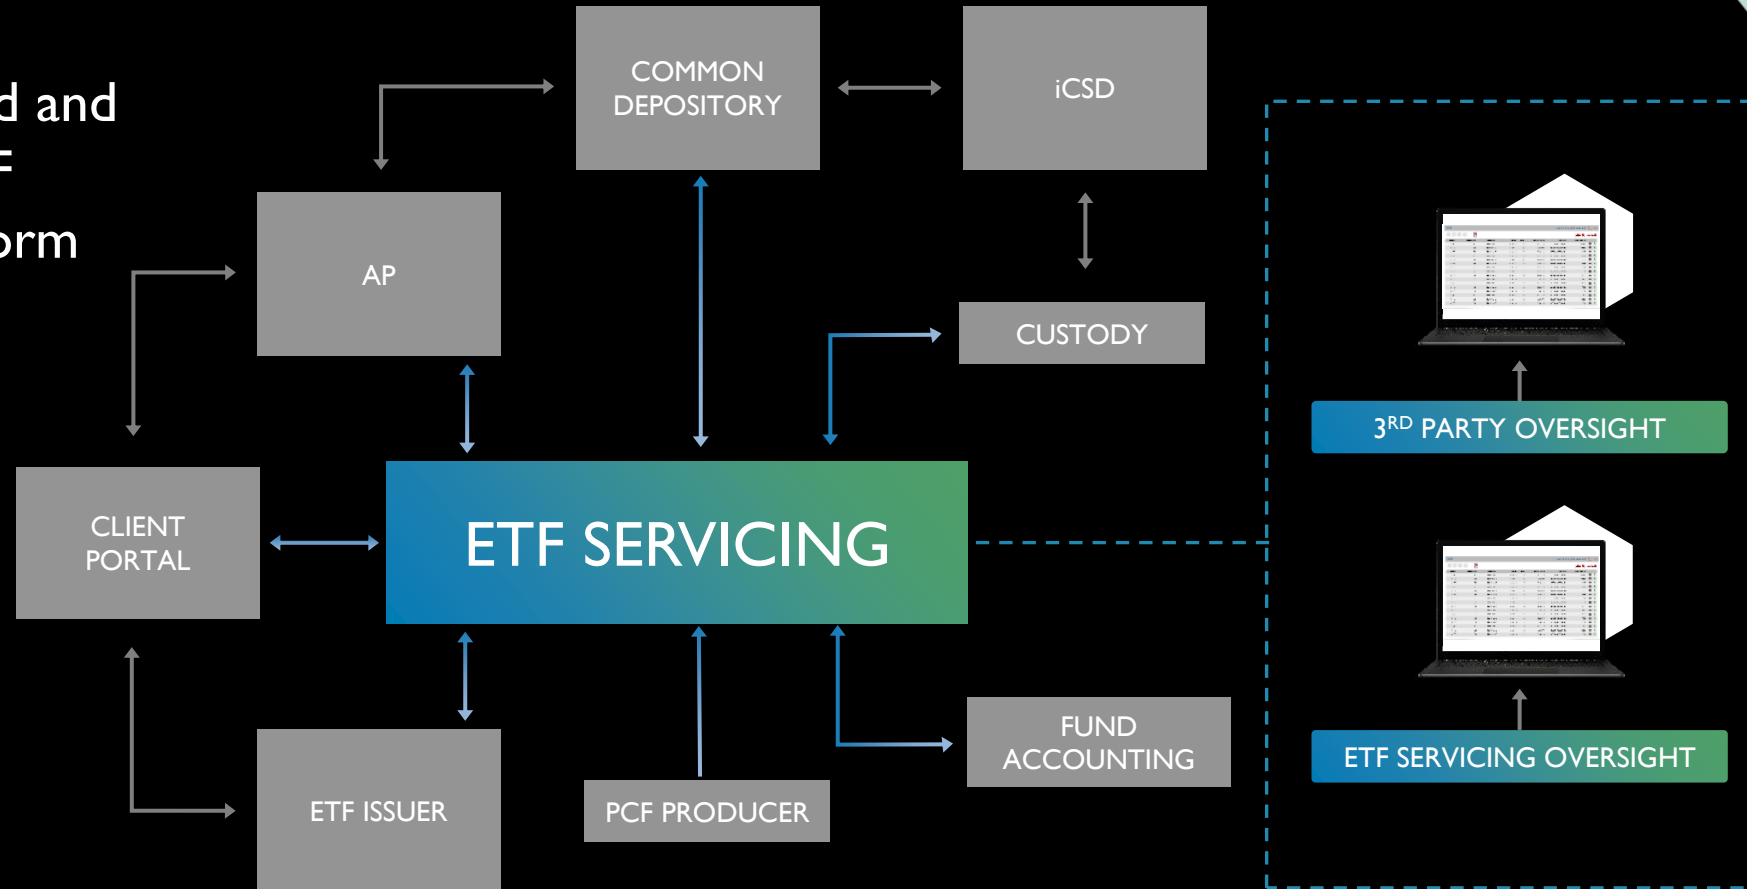 d and
F
orm
COMMON
DEPOSITORY
iCSD
AP
CUSTODY
3RD PARTY OVERSIGHT
CLIENT
PORTAL
ETF SERVICING
FUND
ACCOUNTING
ETF SERVICING OVERSIGHT
ETF ISSUER
PCF PRODUCER